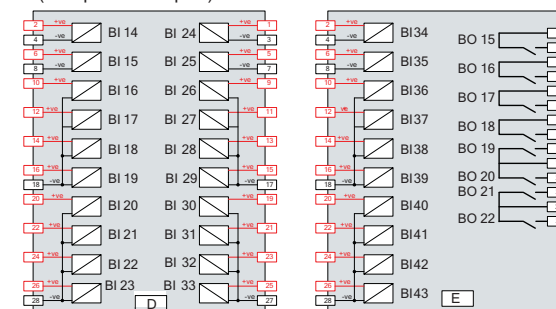 2 +ve BI 14 BI 24 +ve 1
4 -ve -ve 3
6 +ve BI 15 BI 25 +ve 5
8 -ve -ve 7
10 +ve BI 16 BI 26 +ve 9
12 +ve BI 17 BI 27 +ve 11
14 +ve BI 18 BI 28 +ve 13
16 +ve BI 19 BI 29 +ve 15
18 -ve -ve 17
20 +ve BI 20 BI 30 +ve 19
22 +ve BI 21 BI 31 +ve 21
24 +ve BI 22 BI 32 +ve 23
26 +ve BI 23 BI 33 +ve 25
28 -ve D -ve 27
2 +ve BI34
4 -ve
6 +ve BI35
8 -ve
10 +ve BI36
12 ve BI37
14 +ve BI38
16 +ve BI39
18 -ve
20 +ve BI40
22 +ve BI41
24 +ve BI42
26 +ve BI43
28 -ve E
BO 15
BO 16
BO 17
BO 18
BO 19
BO 20
BO 21
BO 22